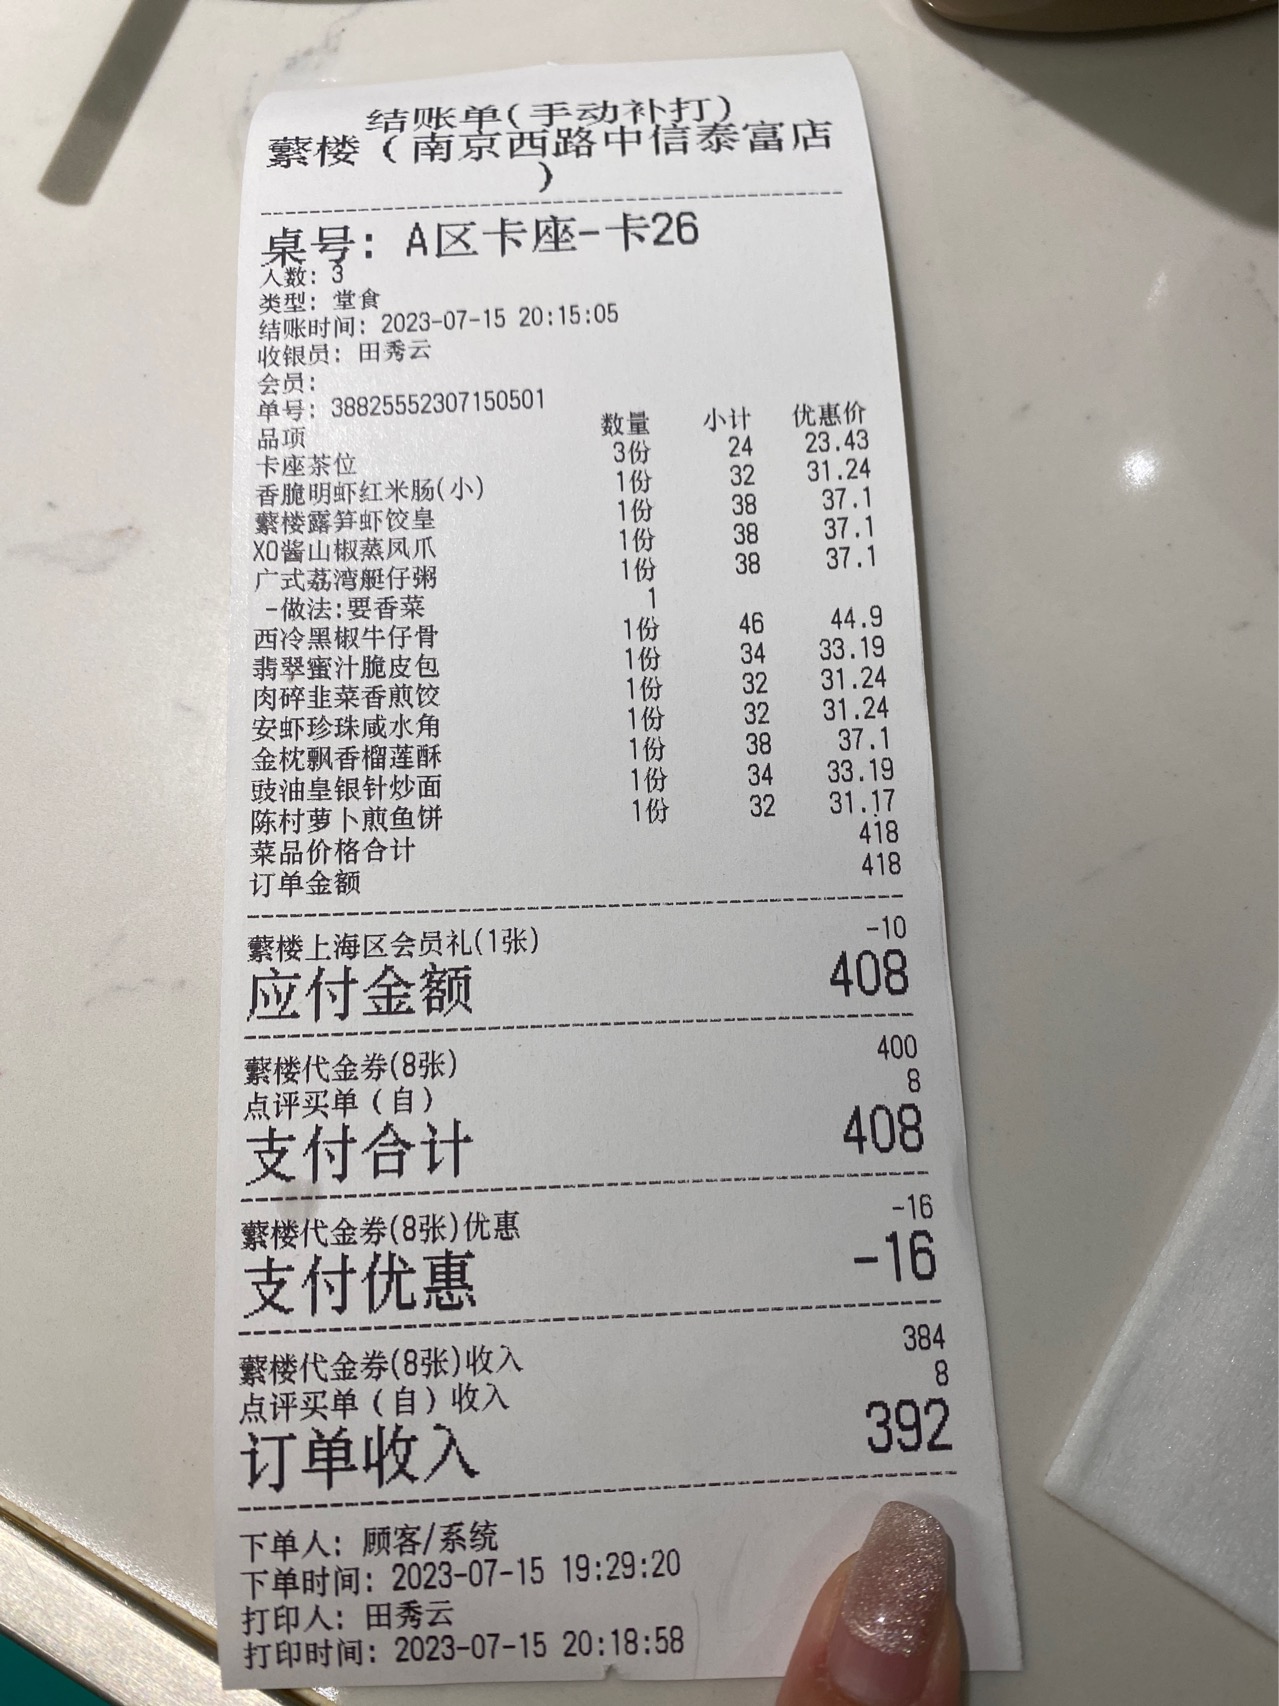 结账单(手动补打)
蘩楼(南京西路中信泰富店
)
桌号: A区卡座-卡26
人数: 3
类型: 堂食
结账时间: 2023-07-15 20:15:05
收银员: 田秀云
会员:
单号: 38825552307150501
品项 数量 小计 优惠价
卡座茶位 3份 24 23.43
香脆明虾红米肠(小) 1份 32 31.24
蘩楼露笋虾饺皇 1份 38 37.1
XO酱山椒蒸凤爪 1份 38 37.1
广式荔湾艇仔粥 1份 38 37.1
-做法:要香菜 1
西冷黑椒牛仔骨 1份 46 44.9
翡翠蜜汁脆皮包 1份 34 33.19
肉碎韭菜香煎饺 1份 32 31.24
安虾珍珠咸水角 1份 32 31.24
金枕飘香榴莲酥 1份 38 37.1
豉油皇银针炒面 1份 34 33.19
陈村萝卜煎鱼饼 1份 32 31.17
菜品价格合计 418
订单金额 418
蘩楼上海区会员礼(1张) -10
应付金额 408
蘩楼代金券(8张) 400
点评买单(自) 8
支付合计 408
蘩楼代金券(8张)优惠 -16
支付优惠 -16
蘩楼代金券(8张)收入 384
点评买单(自)收入 8
订单收入 392
下单人: 顾客/系统
下单时间: 2023-07-15 19:29:20
打印人: 田秀云
打印时间: 2023-07-15 20:18:58